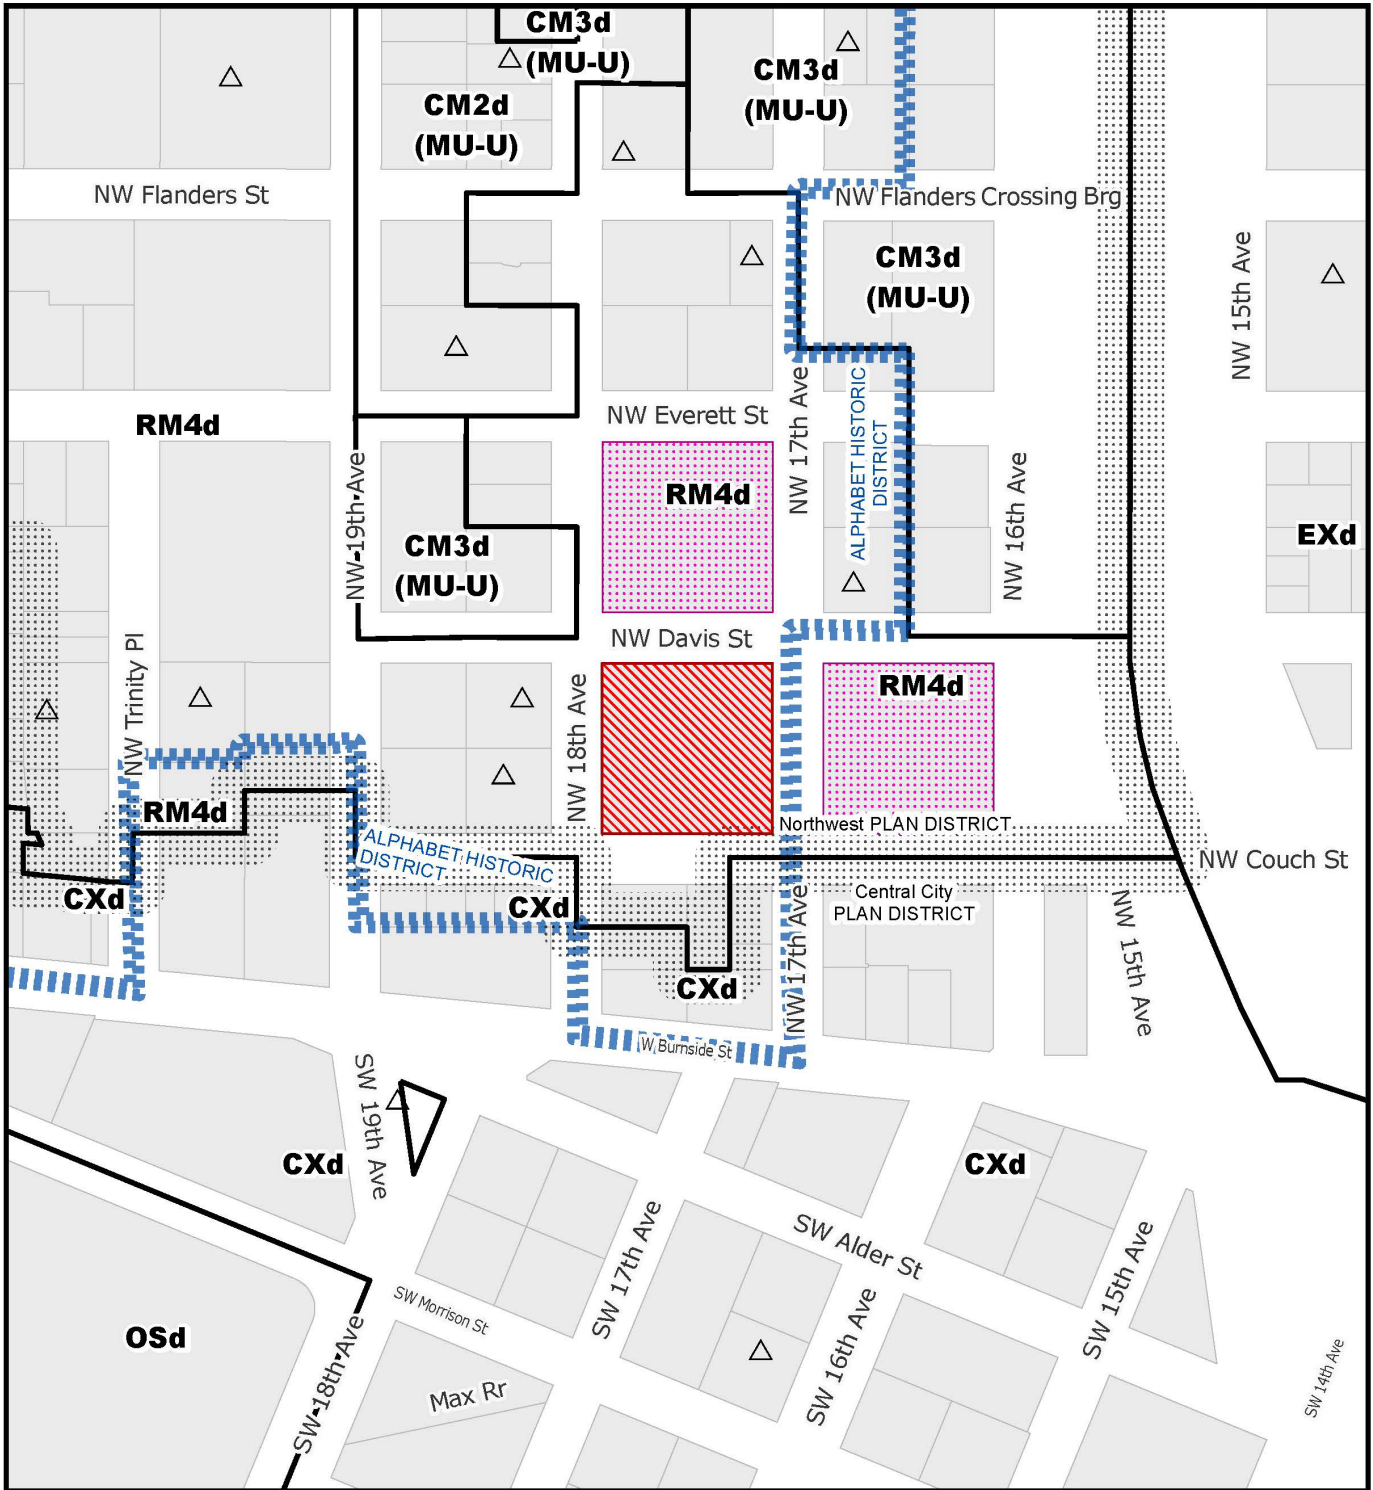 CM3d
(MU-U)
CM3d
(MU-U)
CM2d
(MU-U)
NW Flanders St
NW Flanders Crossing Brg
CM3d
(MU-U)
NW 15th Ave
RM4d
NW Everett St
NW 17th Ave
ALPHABET HISTORIC
DISTRICT
NW 19th Ave
RM4d
NW 16th Ave
EXd
CM3d
(MU-U)
NW Davis St
NW Trinity Pl
NW 18th Ave
RM4d
RM4d
Northwest PLAN DISTRICT
ALPHABET HISTORIC
DISTRICT
NW Couch St
CXd
CXd
Central City
PLAN DISTRICT
NW 17th Ave
NW 15th Ave
CXd
W Burnside St
SW 19th Ave
CXd
CXd
SW 17th Ave
SW Alder St
SW 15th Ave
SW Morrison St
SW 16th Ave
OSd
SW 18th Ave
Max Rr
SW 14th Ave